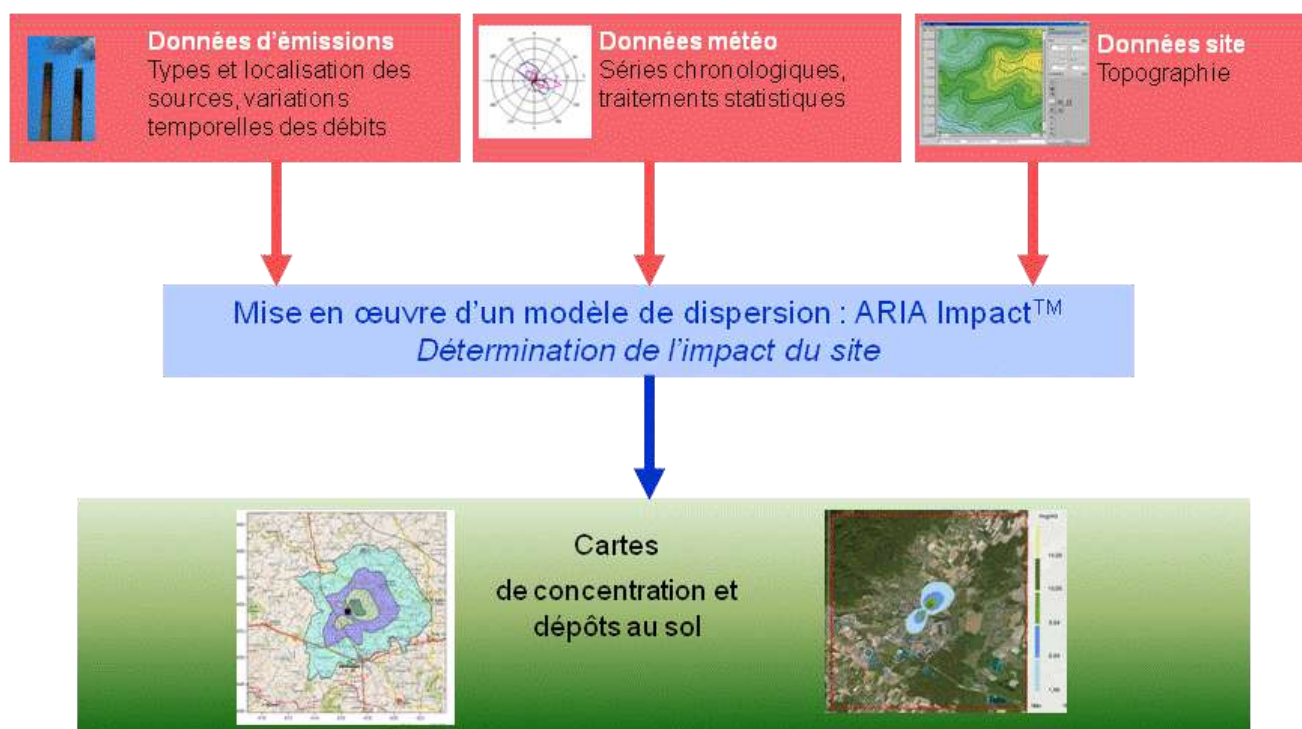 Données d'émissions
Types et localisation des
sources, variations
temporelles des débits
Données météo
Séries chronologiques,
traitements statistiques
Données site
Topographie
Mise en œuvre d'un modèle de dispersion : ARIA Impact™
Détermination de l'impact du site
Cartes
de concentration et
dépôts au sol